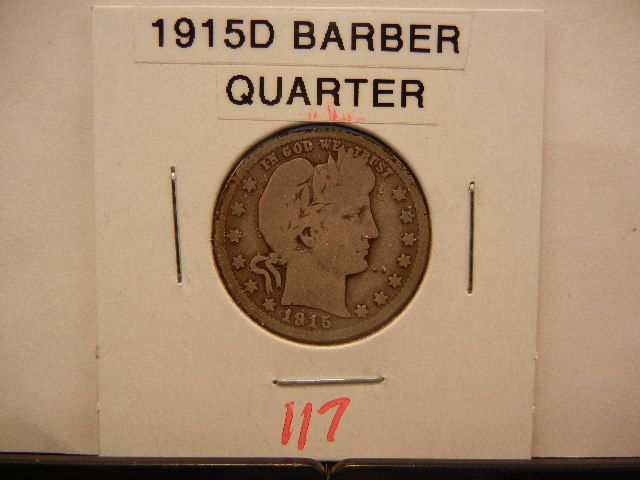 1915D BARBER
QUARTER
IN GOD WE TRUST
1915
117